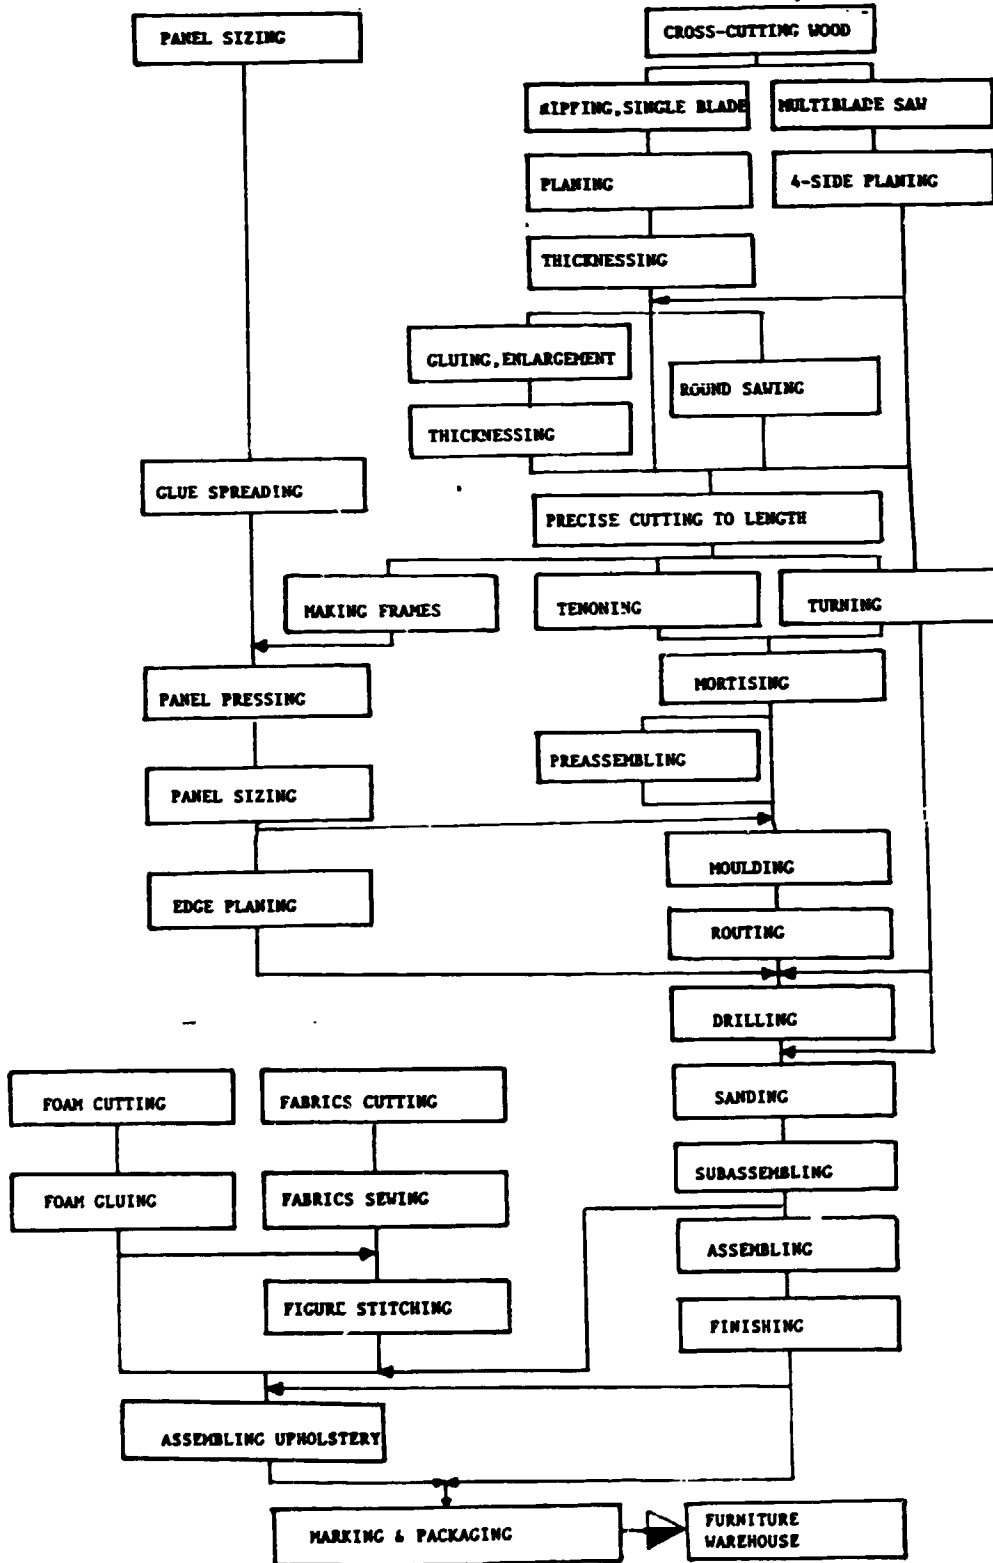 PANEL SIZING
CROSS-CUTTING WOOD
RIPFING,SINGLE BLADE
MULTIBLADE SAW
PLANING
4-SIDE PLANING
THICKNESSING
GLUING,ENLARGEMENT
ROUND SAWING
THICKNESSING
GLUE SPREADING
PRECISE CUTTING TO LENGTH
MAKING FRAMES
TENONING
TURNING
PANEL PRESSING
MORTISING
PREASSEMBLING
PANEL SIZING
MOULDING
EDGE PLANING
ROUTING
DRILLING
FOAM CUTTING
FABRICS CUTTING
SANDING
FOAM GLUING
FABRICS SEWING
SUBASSEMBLING
ASSEMBLING
FIGURE STITCHING
FINISHING
ASSEMBLING UPHOLSTERY
MARKING & PACKAGING
FURNITURE
WAREHOUSE